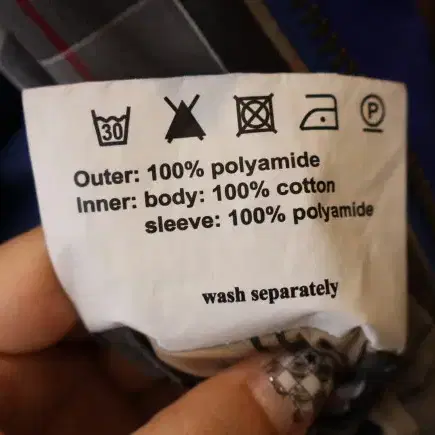 30 P
Outer: 100% polyamide
Inner: body: 100% cotton
sleeve: 100% polyamide
wash separately